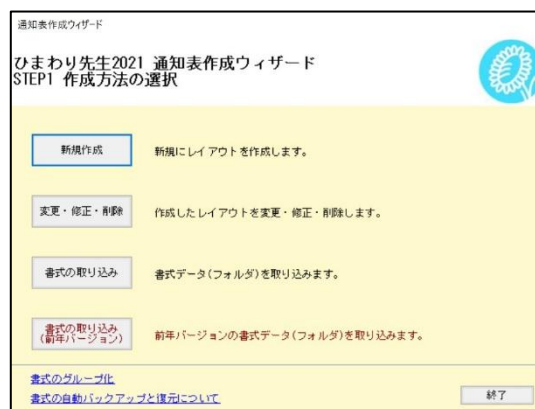 通知表作成ウィザード
ひまわり先生2021 通知表作成ウィザード
STEP1 作成方法の選択
新規作成
新規にレイアウトを作成します。
変更・修正・削除
作成したレイアウトを変更・修正・削除します。
書式の取り込み
書式データ(フォルダ)を取り込みます。
書式の取り込み
(前年バージョン)
前年バージョンの書式データ(フォルダ)を取り込みます。
書式のグループ化
書式の自動バックアップと復元について
終了